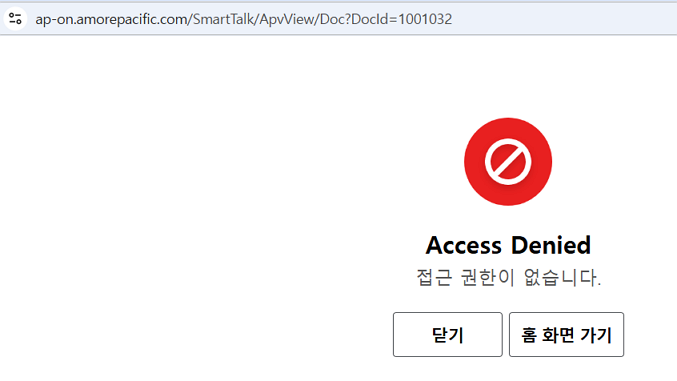 ap-on.amorepacific.com/SmartTalk/ApvView/Doc?DocId=1001032
Access Denied
접근 권한이 없습니다.
닫기 홈 화면 가기